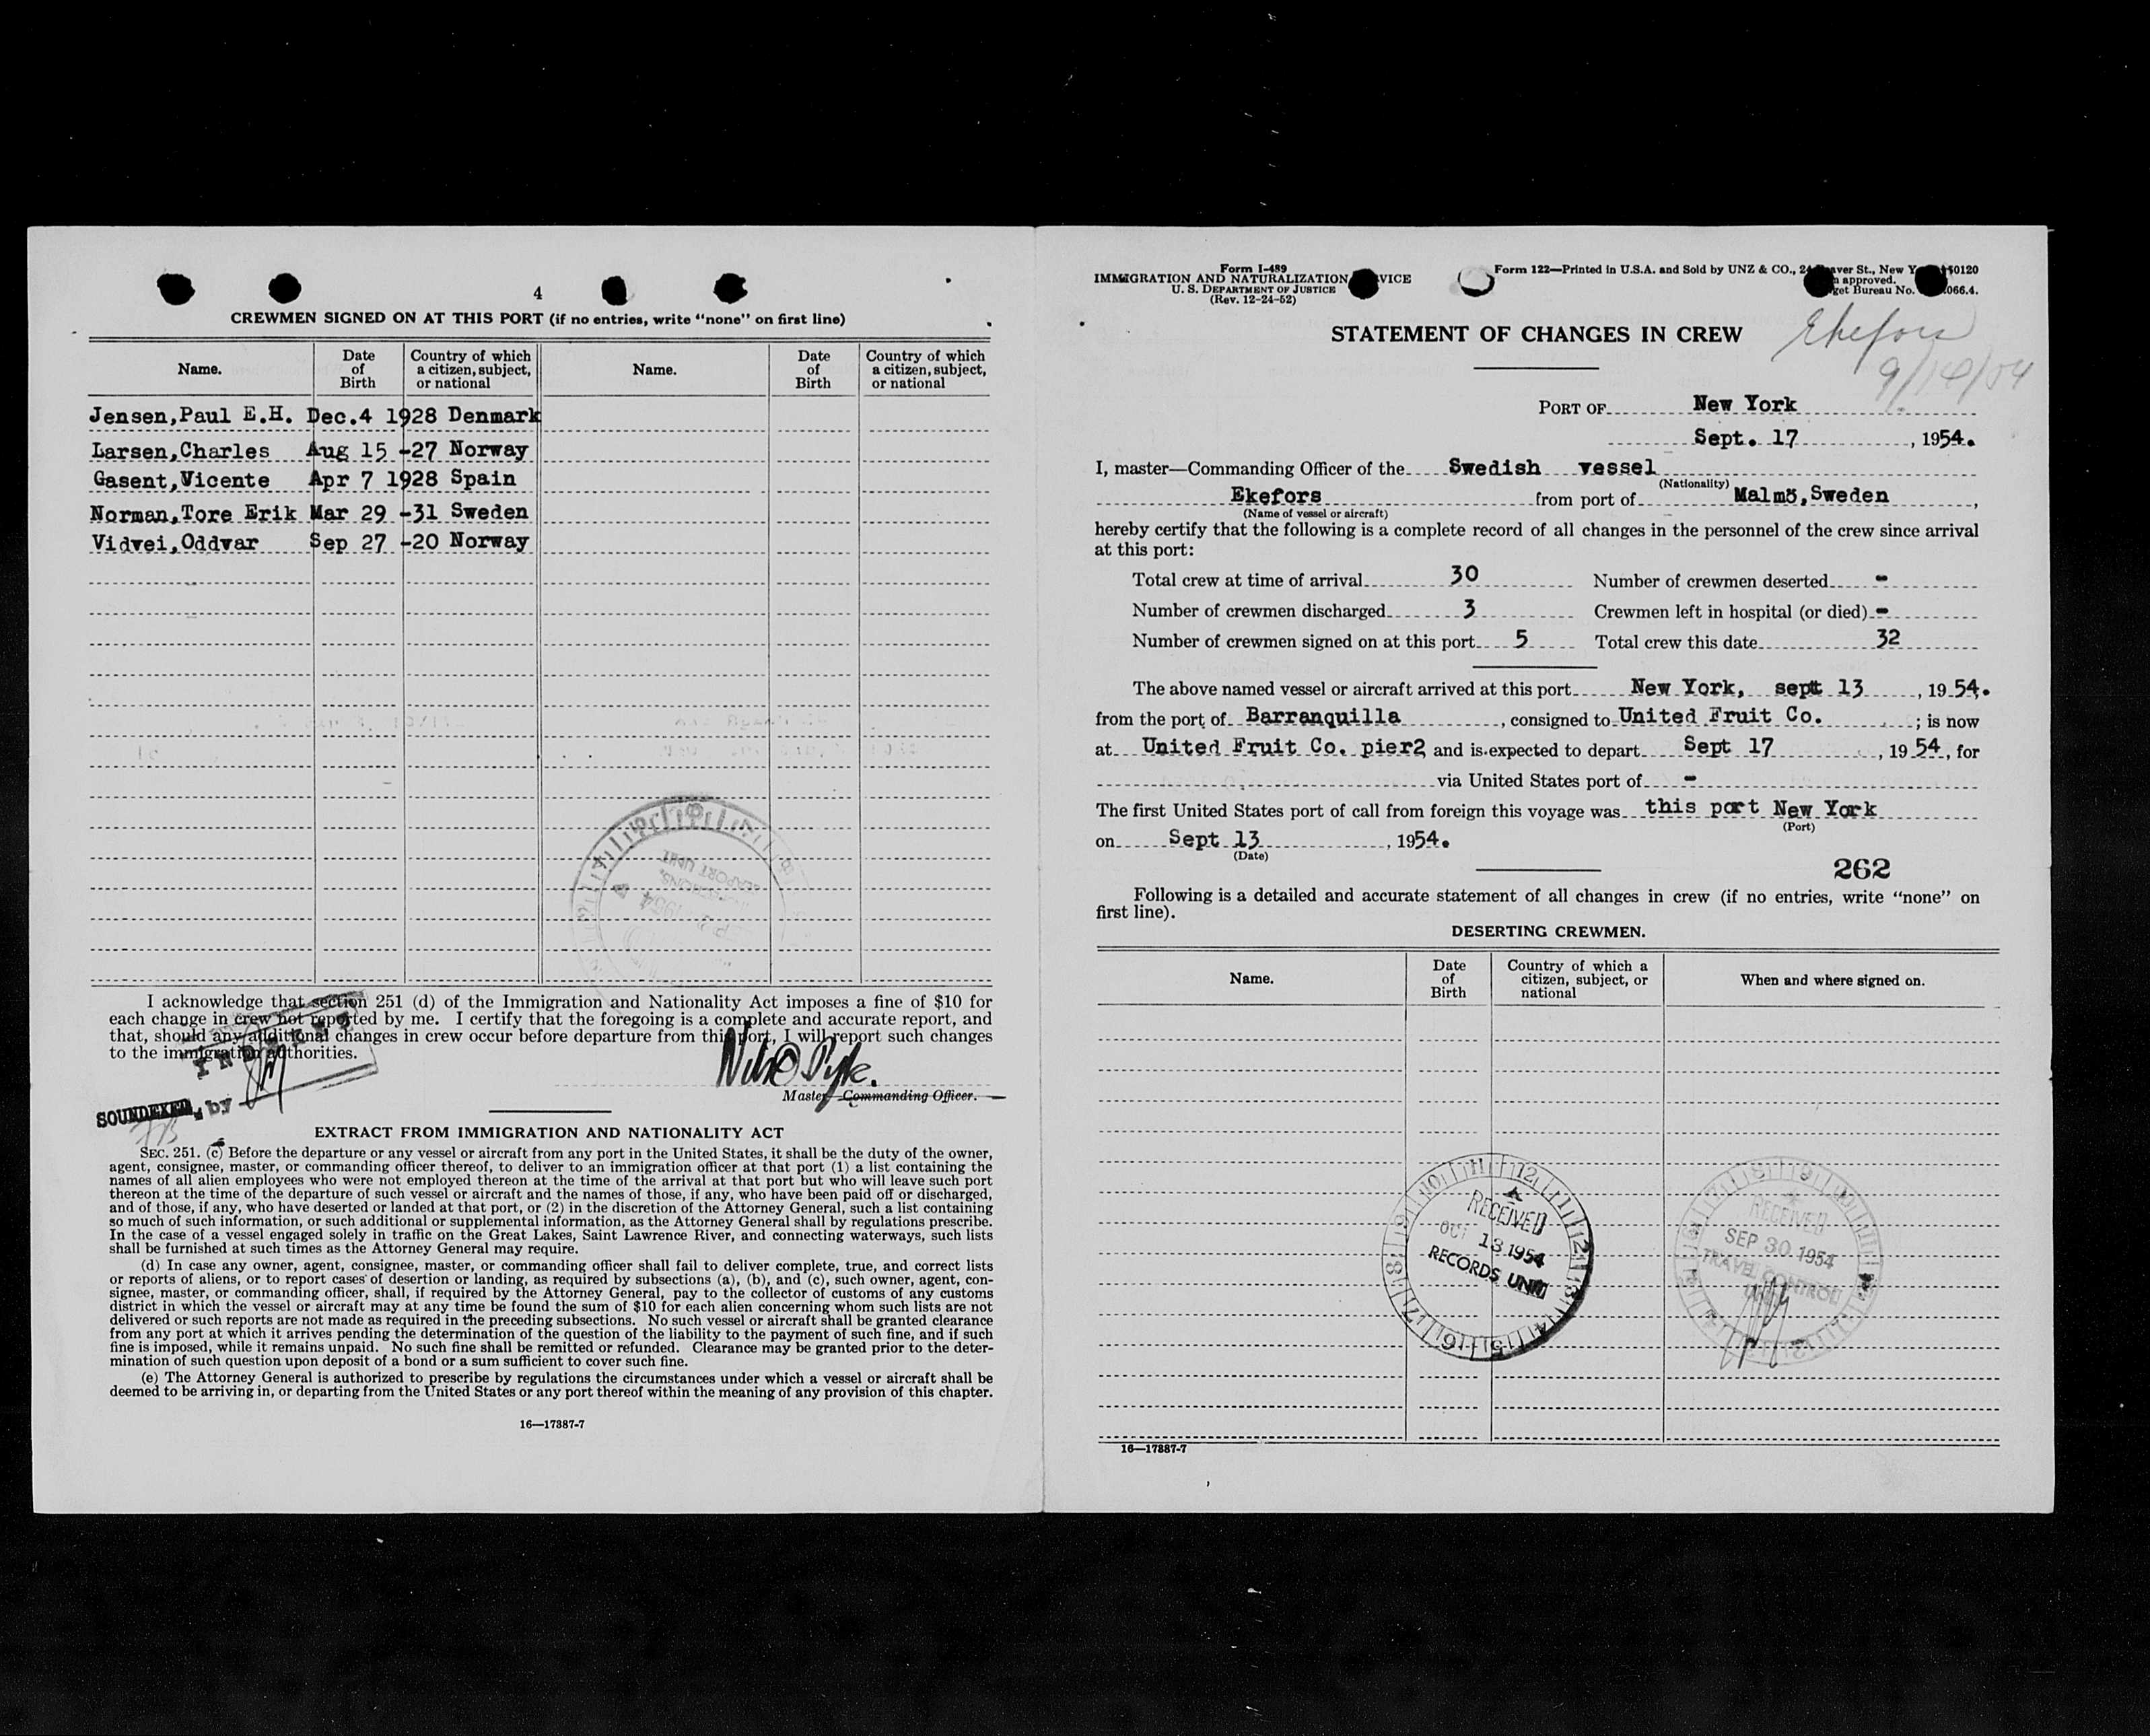 4
CREWMEN SIGNED ON AT THIS PORT (if no entries, write "none" on first line)
Name. Date of Birth Country of which a citizen, subject, or national Name. Date of Birth Country of which a citizen, subject, or national
Jensen,Paul E.H. Dec.4 1928 Denmark
Larsen,Charles Aug 15 -27 Norway
Gasent,Vicente Apr 7 1928 Spain
Norman,Tore Erik Mar 29 -31 Sweden
Vidvei,Oddvar Sep 27 -20 Norway
I acknowledge that section 251 (d) of the Immigration and Nationality Act imposes a fine of $10 for
each change in crew not reported by me. I certify that the foregoing is a complete and accurate report, and
that, should any additional changes in crew occur before departure from this port, I will report such changes
to the immigration authorities.
Master—Commanding Officer.
SOUNDEXED, by
EXTRACT FROM IMMIGRATION AND NATIONALITY ACT
SEC. 251. (c) Before the departure or any vessel or aircraft from any port in the United States, it shall be the duty of the owner,
agent, consignee, master, or commanding officer thereof, to deliver to an immigration officer at that port (1) a list containing the
names of all alien employees who were not employed thereon at the time of the arrival at that port but who will leave such port
thereon at the time of the departure of such vessel or aircraft and the names of those, if any, who have been paid off or discharged,
and of those, if any, who have deserted or landed at that port, or (2) in the discretion of the Attorney General, such a list containing
so much of such information, or such additional or supplemental information, as the Attorney General shall by regulations prescribe.
In the case of a vessel engaged solely in traffic on the Great Lakes, Saint Lawrence River, and connecting waterways, such lists
shall be furnished at such times as the Attorney General may require.
(d) In case any owner, agent, consignee, master, or commanding officer shall fail to deliver complete, true, and correct lists
or reports of aliens, or to report cases of desertion or landing, as required by subsections (a), (b), and (c), such owner, agent, con-
signee, master, or commanding officer, shall, if required by the Attorney General, pay to the collector of customs of any customs
district in which the vessel or aircraft may at any time be found the sum of $10 for each alien concerning whom such lists are not
delivered or such reports are not made as required in the preceding subsections. No such vessel or aircraft shall be granted clearance
from any port at which it arrives pending the determination of the question of the liability to the payment of such fine, and if such
fine is imposed, while it remains unpaid. No such fine shall be remitted or refunded. Clearance may be granted prior to the deter-
mination of such question upon deposit of a bond or a sum sufficient to cover such fine.
(e) The Attorney General is authorized to prescribe by regulations the circumstances under which a vessel or aircraft shall be
deemed to be arriving in, or departing from the United States or any port thereof within the meaning of any provision of this chapter.
16—17887-7
Form I-489
IMMIGRATION AND NATURALIZATION VICE
U. S. DEPARTMENT OF JUSTICE
(Rev. 12-24-52)
Form 122—Printed in U.S.A. and Sold by UNZ & CO., 24 aver St., New Y 50120
approved.
get Bureau No. 066.4.
Ekefors
STATEMENT OF CHANGES IN CREW
PORT OF New York
Sept. 17, 1954.
I, master—Commanding Officer of the Swedish vessel
(Nationality)
Ekefors from port of Malmö,Sweden,
(Name of vessel or aircraft)
hereby certify that the following is a complete record of all changes in the personnel of the crew since arrival
at this port:
Total crew at time of arrival 30 Number of crewmen deserted -
Number of crewmen discharged 3 Crewmen left in hospital (or died) -
Number of crewmen signed on at this port 5 Total crew this date 32
The above named vessel or aircraft arrived at this port New York, sept 13, 1954.
from the port of Barranquilla, consigned to United Fruit Co. ; is now
at United Fruit Co. pier2 and is expected to depart Sept 17, 1954, for
via United States port of -
The first United States port of call from foreign this voyage was this port New York
(Port)
on Sept 13, 1954.
(Date)
262
Following is a detailed and accurate statement of all changes in crew (if no entries, write "none" on
first line).
DESERTING CREWMEN.
Name. Date of Birth Country of which a citizen, subject, or national When and where signed on.
RECEIVED
OCT 13 1954
RECORDS UNIT
RECEIVED
SEP 30 1954
TRAVEL CONTROL
UNIT
16—17887-7